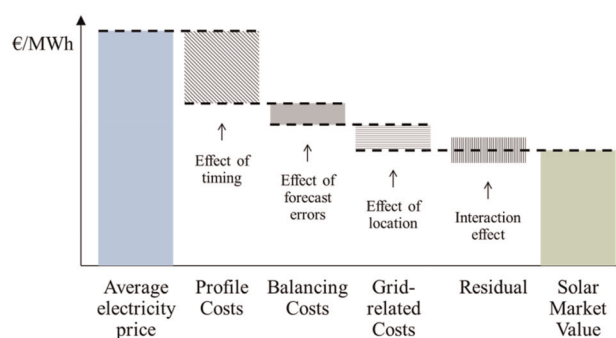 €/MWh
Effect of
timing
Effect of
forecast
errors
Effect of
location
Interaction
effect
Average
electricity
price
Profile
Costs
Balancing
Costs
Grid-
related
Costs
Residual
Solar
Market
Value